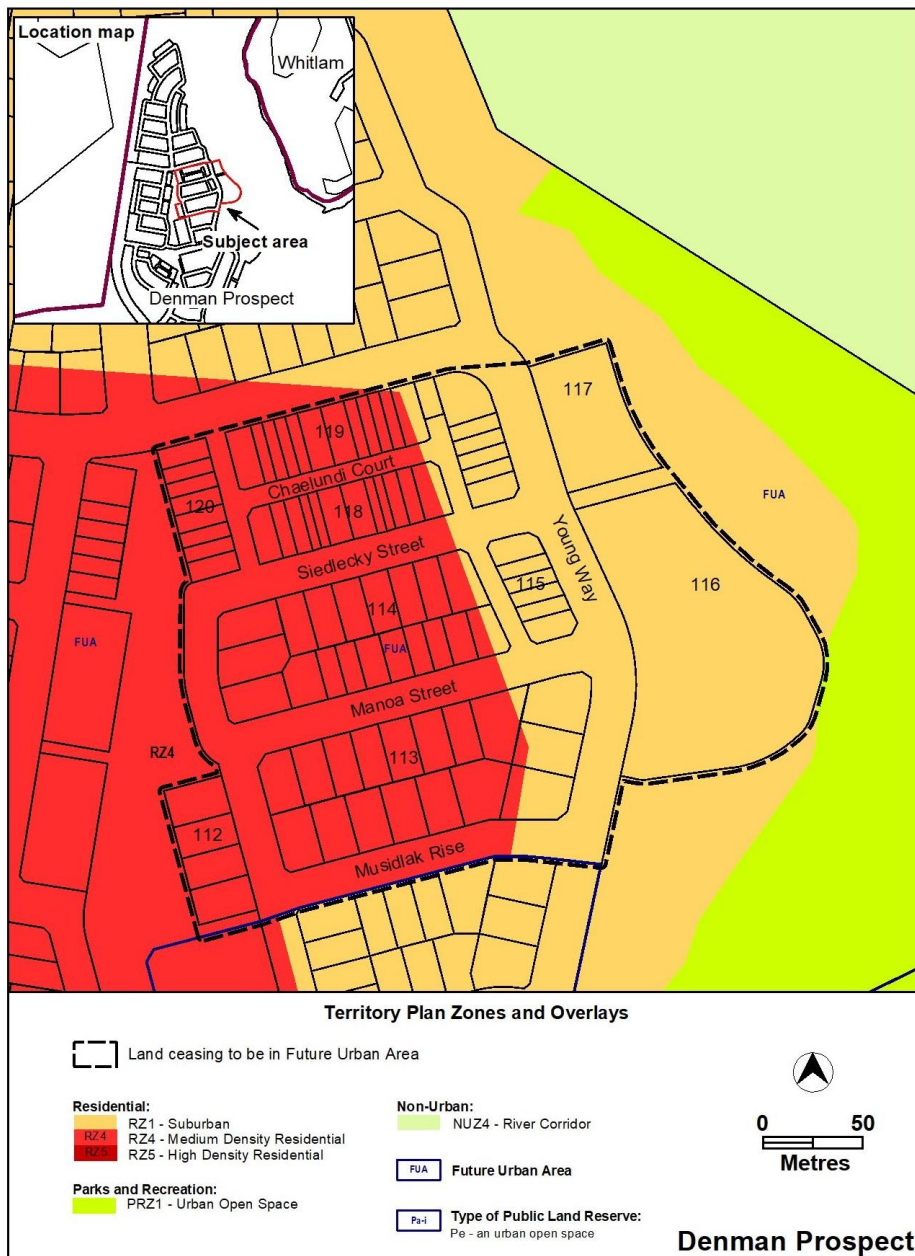 Location map
Whitlam
Subject area
Denman Prospect
117
119
Chaelundi Court
FUA
120
118
Young Way
Siedlecky Street
115
116
114
FUA
FUA
Manoa Street
RZ4
113
112
Musidlak Rise
Territory Plan Zones and Overlays
Land ceasing to be in Future Urban Area
Residential:
RZ1 - Suburban
RZ4 RZ4 - Medium Density Residential
RZ5 RZ5 - High Density Residential
Parks and Recreation:
PRZ1 - Urban Open Space
Non-Urban:
NUZ4 - River Corridor
FUA Future Urban Area
Pa-i Type of Public Land Reserve:
Pe - an urban open space
0 50
Metres
Denman Prospect